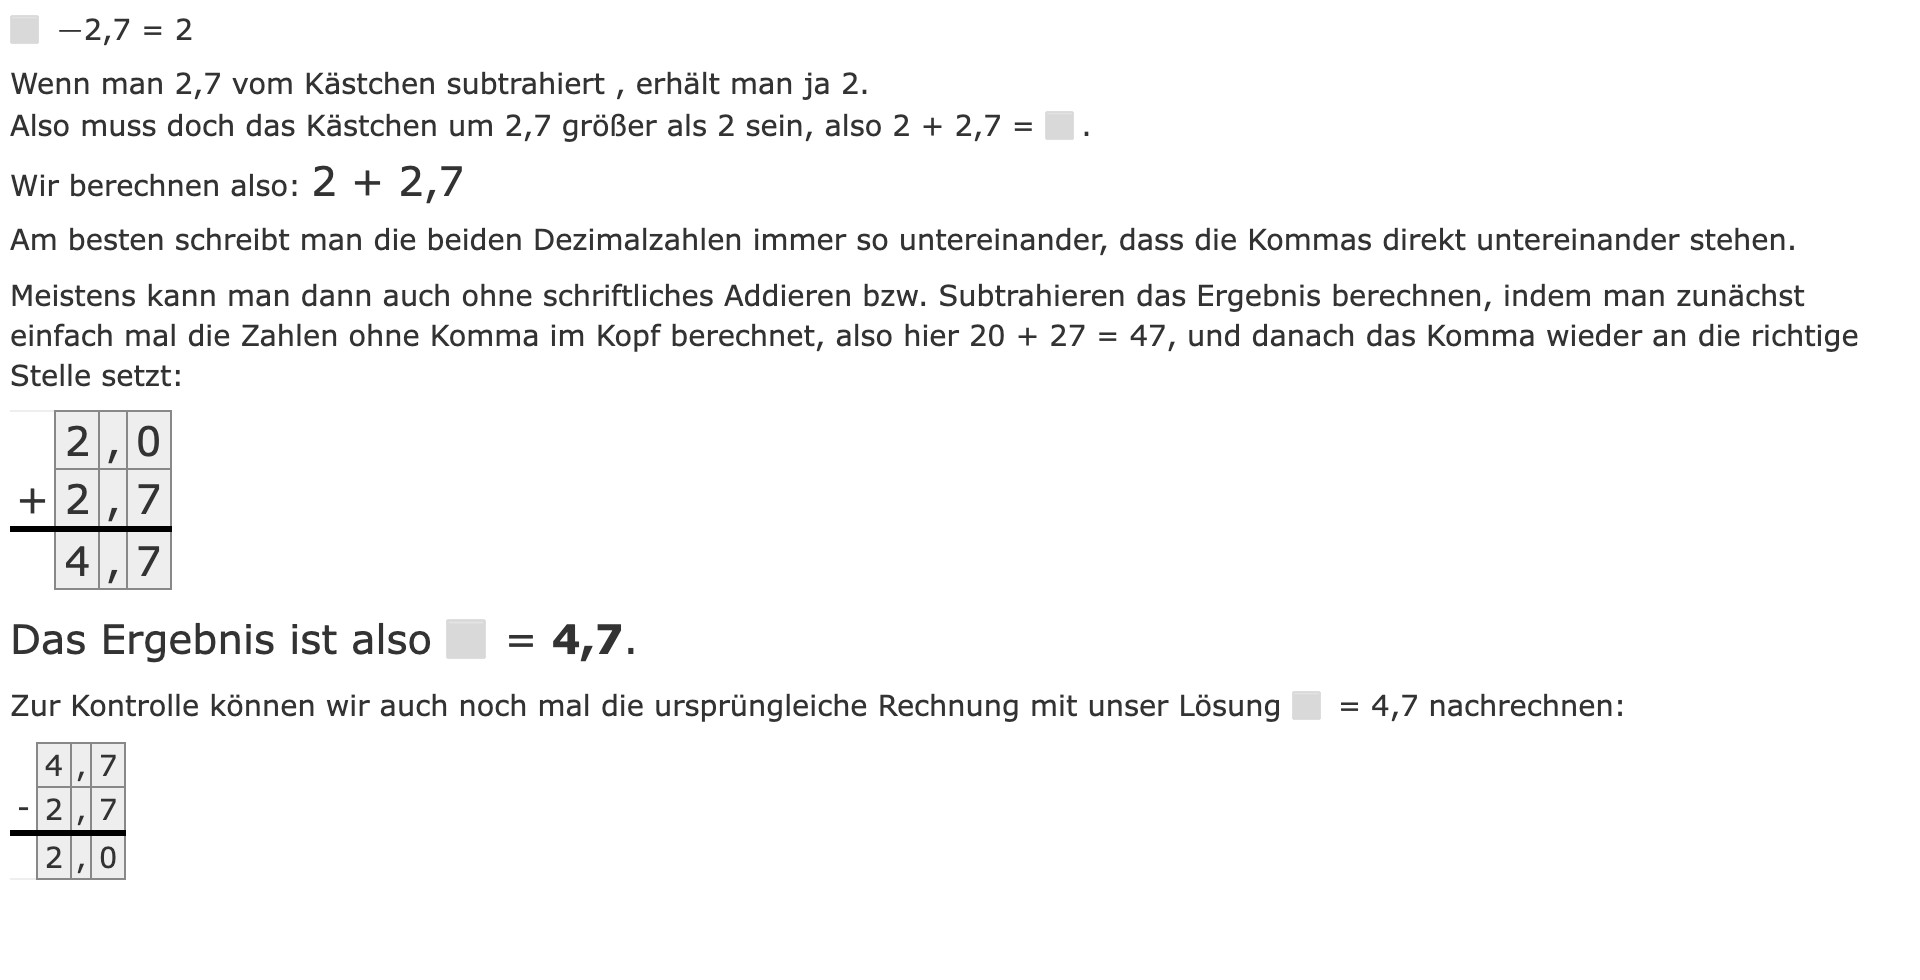 −2,7 = 2
Wenn man 2,7 vom Kästchen subtrahiert , erhält man ja 2.
Also muss doch das Kästchen um 2,7 größer als 2 sein, also 2 + 2,7 = .
Wir berechnen also: 2 + 2,7
Am besten schreibt man die beiden Dezimalzahlen immer so untereinander, dass die Kommas direkt untereinander stehen.
Meistens kann man dann auch ohne schriftliches Addieren bzw. Subtrahieren das Ergebnis berechnen, indem man zunächst
einfach mal die Zahlen ohne Komma im Kopf berechnet, also hier 20 + 27 = 47, und danach das Komma wieder an die richtige
Stelle setzt:
2 , 0
+ 2 , 7
4 , 7
Das Ergebnis ist also = 4,7.
Zur Kontrolle können wir auch noch mal die ursprüngleiche Rechnung mit unser Lösung = 4,7 nachrechnen:
4 , 7
- 2 , 7
2 , 0